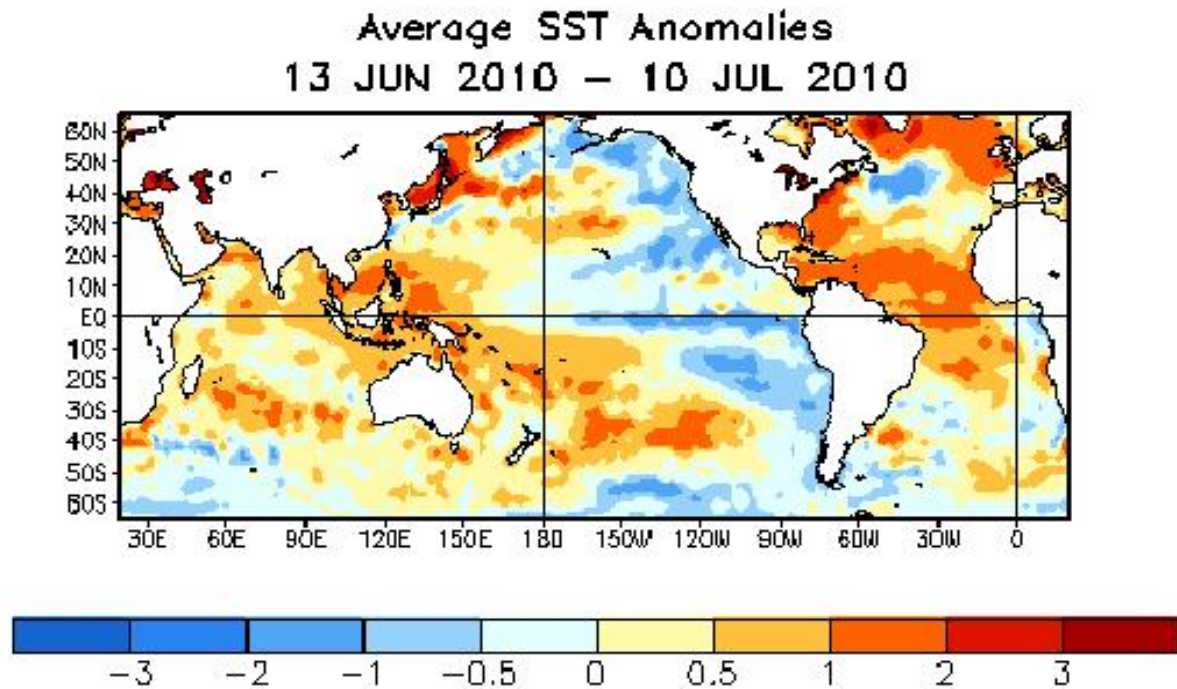 Average SST Anomalies
13 JUN 2010 – 10 JUL 2010
60N
50N
40N
30N
20N
10N
EQ
10S
20S
30S
40S
50S
60S
30E 60E 90E 120E 150E 180 150W 120W 90W 60W 30W 0
-3 -2 -1 -0.5 0 0.5 1 2 3